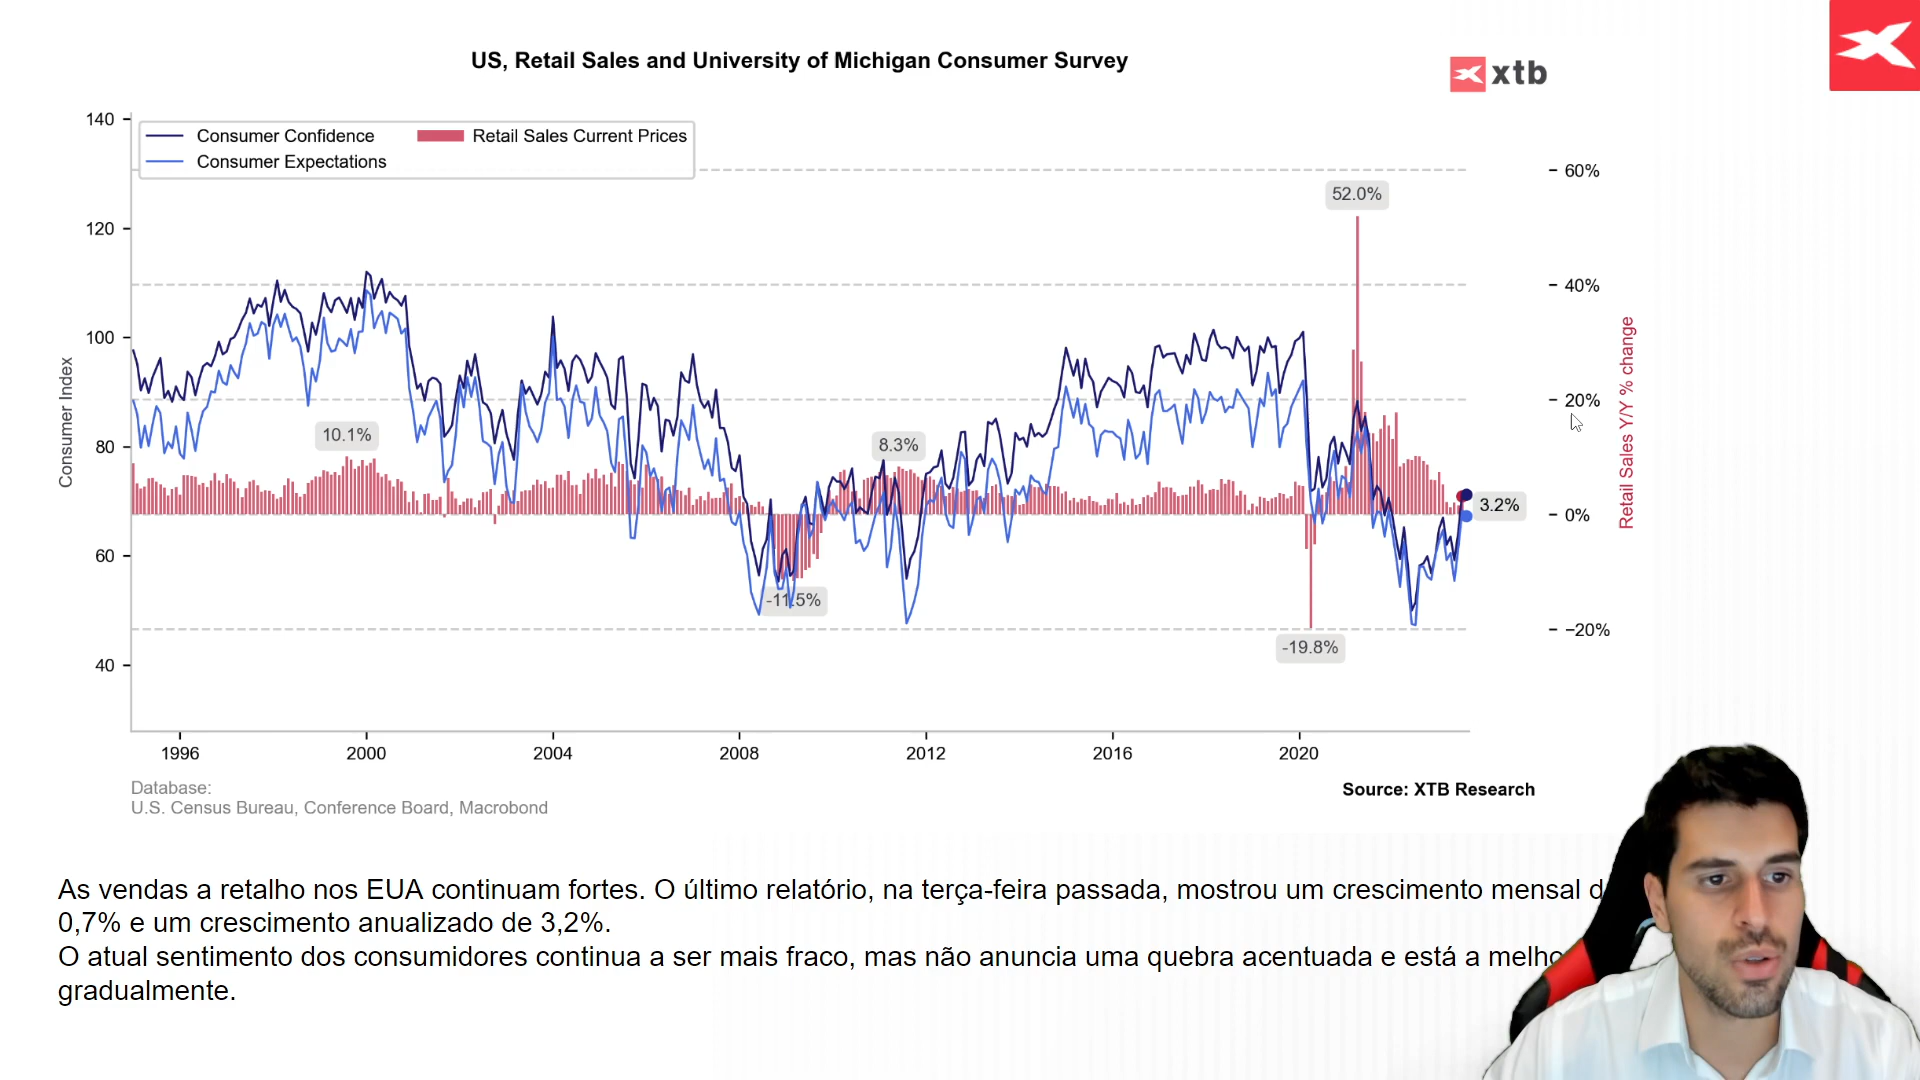 US, Retail Sales and University of Michigan Consumer Survey
xtb
Consumer Confidence
Retail Sales Current Prices
Consumer Expectations
140
120
100
80
60
40
Consumer Index
60%
40%
20%
0%
−20%
Retail Sales Y/Y % change
52.0%
10.1%
8.3%
3.2%
-11.5%
-19.8%
1996
2000
2004
2008
2012
2016
2020
Database:
U.S. Census Bureau, Conference Board, Macrobond
Source: XTB Research
As vendas a retalho nos EUA continuam fortes. O último relatório, na terça-feira passada, mostrou um crescimento mensal
0,7% e um crescimento anualizado de 3,2%.
O atual sentimento dos consumidores continua a ser mais fraco, mas não anuncia uma quebra acentuada e está a
gradualmente.